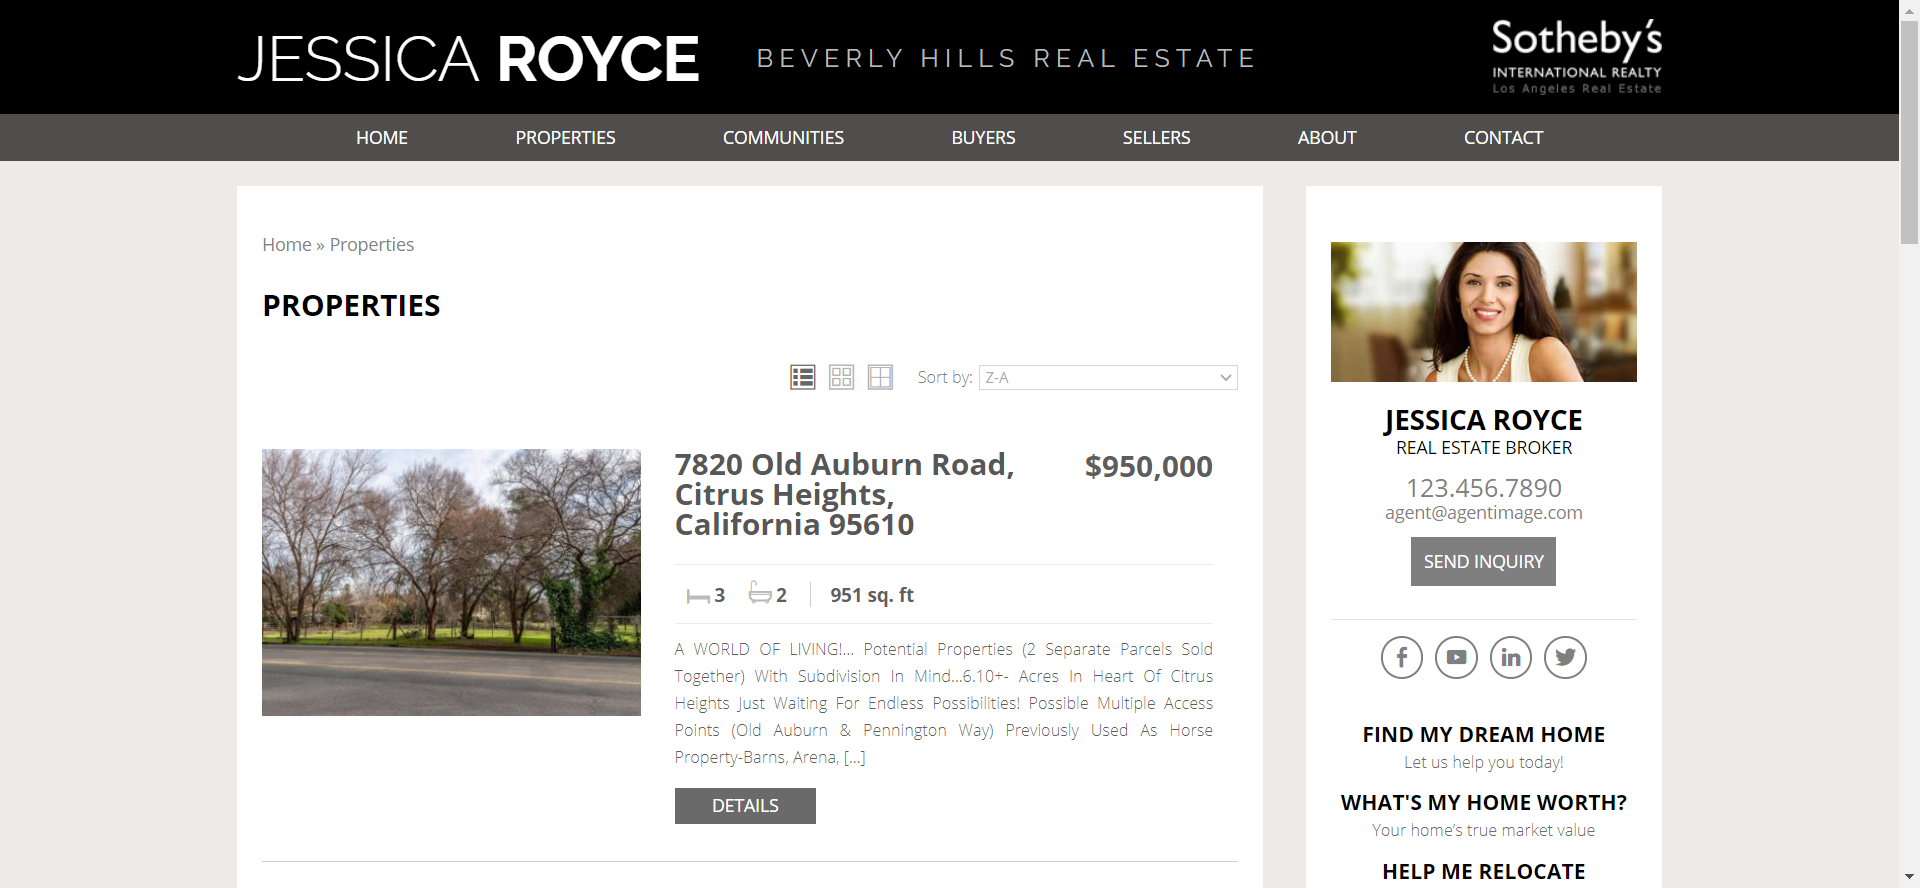 JESSICA ROYCE
BEVERLY HILLS REAL ESTATE
Sotheby's
INTERNATIONAL REALTY
Los Angeles Real Estate
HOME PROPERTIES COMMUNITIES BUYERS SELLERS ABOUT CONTACT
Home » Properties
PROPERTIES
Sort by: Z-A
7820 Old Auburn Road,
Citrus Heights,
California 95610
$950,000
3 2 951 sq. ft
A WORLD OF LIVING!... Potential Properties (2 Separate Parcels Sold
Together) With Subdivision In Mind...6.10+- Acres In Heart Of Citrus
Heights Just Waiting For Endless Possibilities! Possible Multiple Access
Points (Old Auburn & Pennington Way) Previously Used As Horse
Property-Barns, Arena, [...]
DETAILS
JESSICA ROYCE
REAL ESTATE BROKER
123.456.7890
agent@agentimage.com
SEND INQUIRY
FIND MY DREAM HOME
Let us help you today!
WHAT'S MY HOME WORTH?
Your home’s true market value
HELP ME RELOCATE